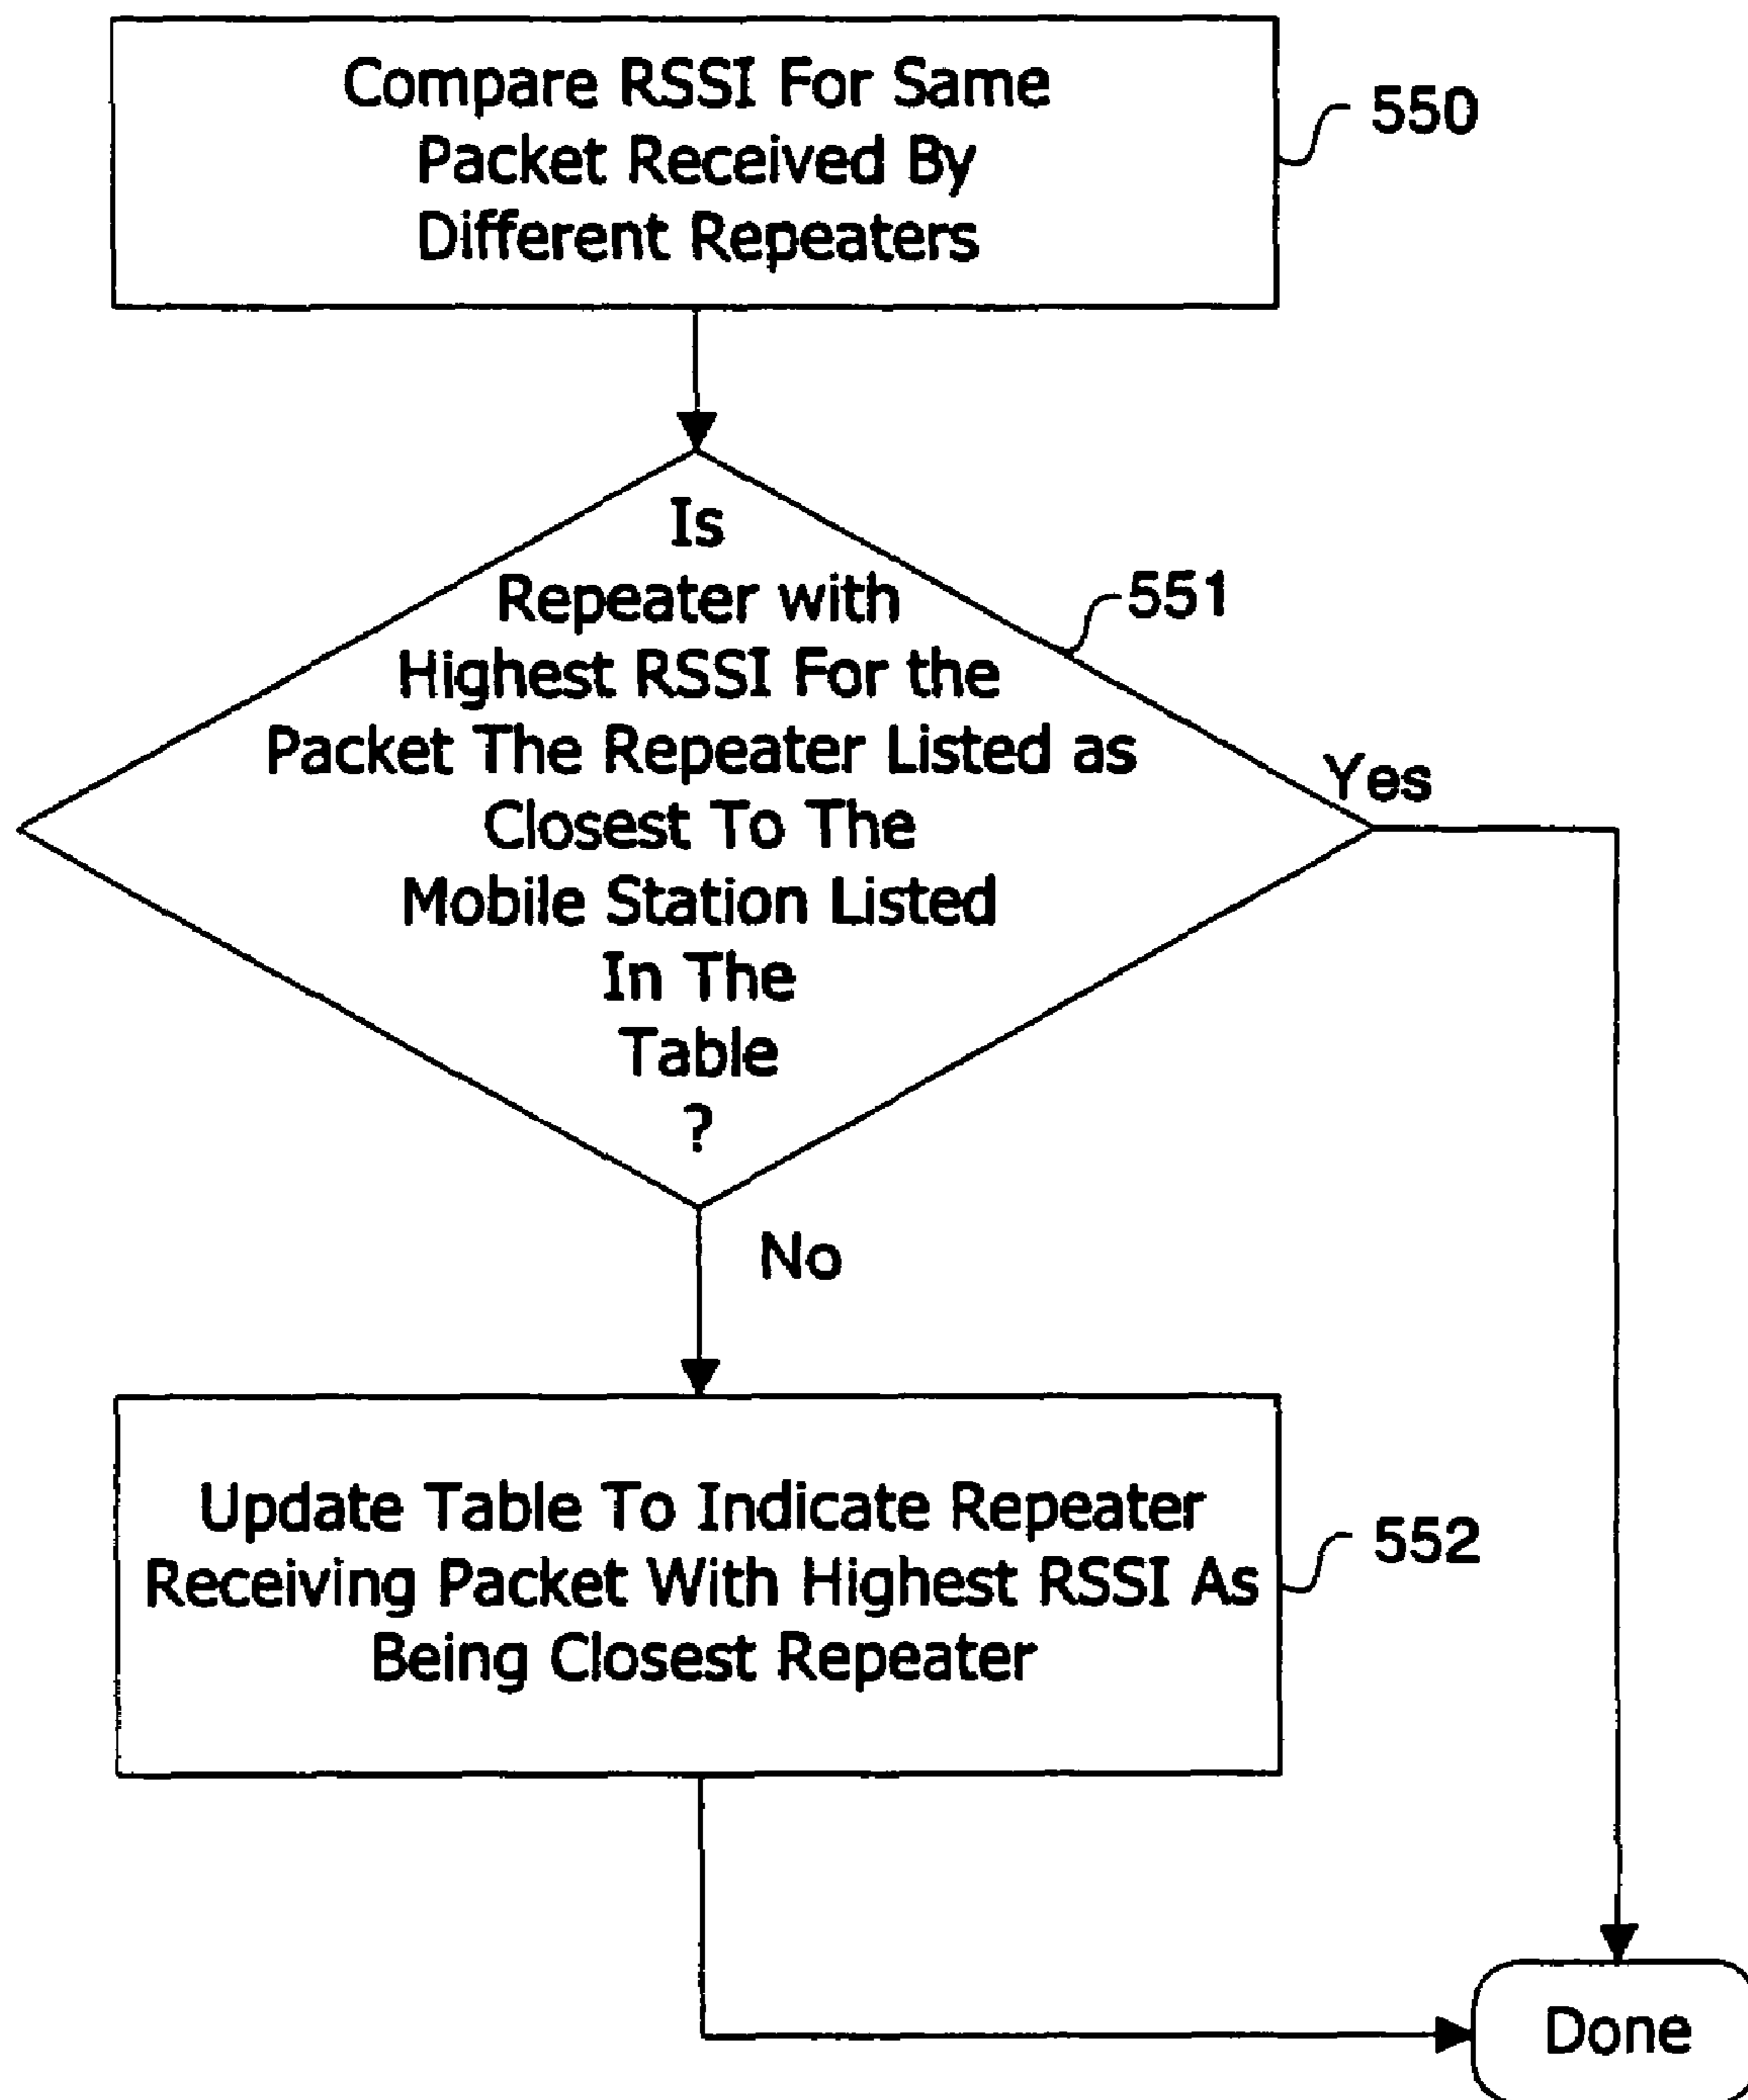 Compare RSSI For Same
Packet Received By
Different Repeaters
550
Is
Repeater with
Highest RSSI For the
Packet The Repeater Listed as
Closest To The
Mobile Station Listed
In The
Table
?
551
Yes
No
Update Table To Indicate Repeater
Receiving Packet With Highest RSSI As
Being Closest Repeater
552
Done